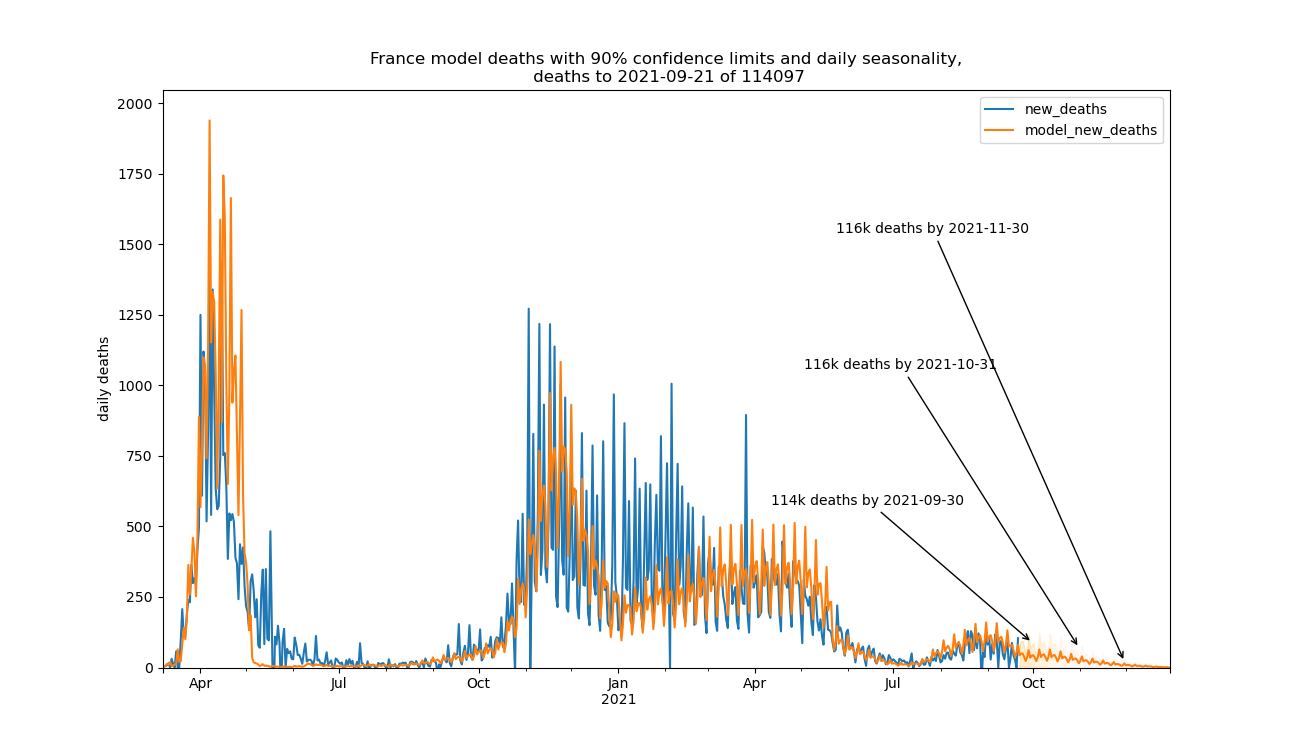 France model deaths with 90% confidence limits and daily seasonality,
deaths to 2021-09-21 of 114097
new_deaths
model_new_deaths
daily deaths
2000
1750
1500
1250
1000
750
500
250
0
116k deaths by 2021-11-30
116k deaths by 2021-10-31
114k deaths by 2021-09-30
Apr
Jul
Oct
Jan
2021
Apr
Jul
Oct